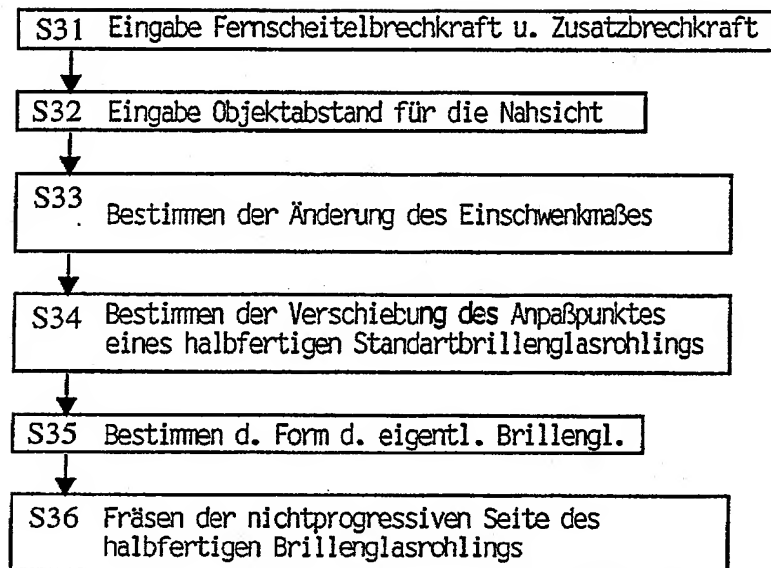 S31 Eingabe Fernscheitelbrechkraft u. Zusatzbrechkraft
S32 Eingabe Objektabstand für die Nahsicht
S33
Bestimmen der Änderung des Einschwenkmaßes
S34 Bestimmen der Verschiebung des Anpaßpunktes
eines halbfertigen Standartbrillenglasrohlings
S35 Bestimmen d. Form d. eigentl. Brillengl.
S36 Fräsen der nichtprogressiven Seite des
halbfertigen Brillenglasrohlings